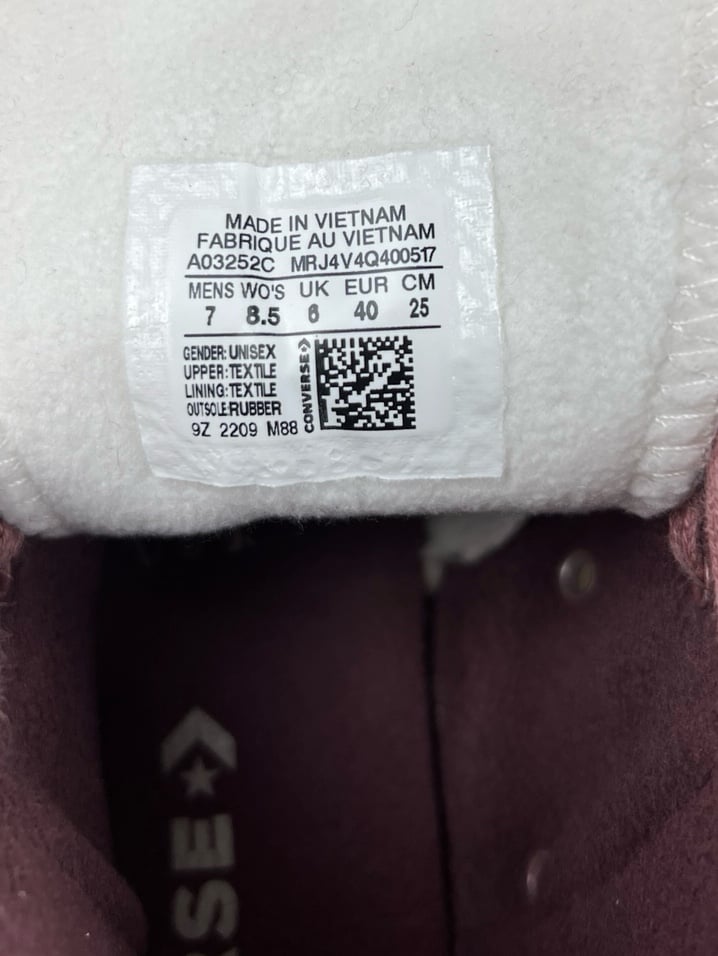 MADE IN VIETNAM
FABRIQUE AU VIETNAM
A03252C MRJ4V4Q400517
MENS WO'S UK EUR CM
7 8.5 6 40 25
GENDER: UNISEX
UPPER: TEXTILE
LINING: TEXTILE
OUTSOLE: RUBBER
9Z 2209 M88
CONVERSE
RSE